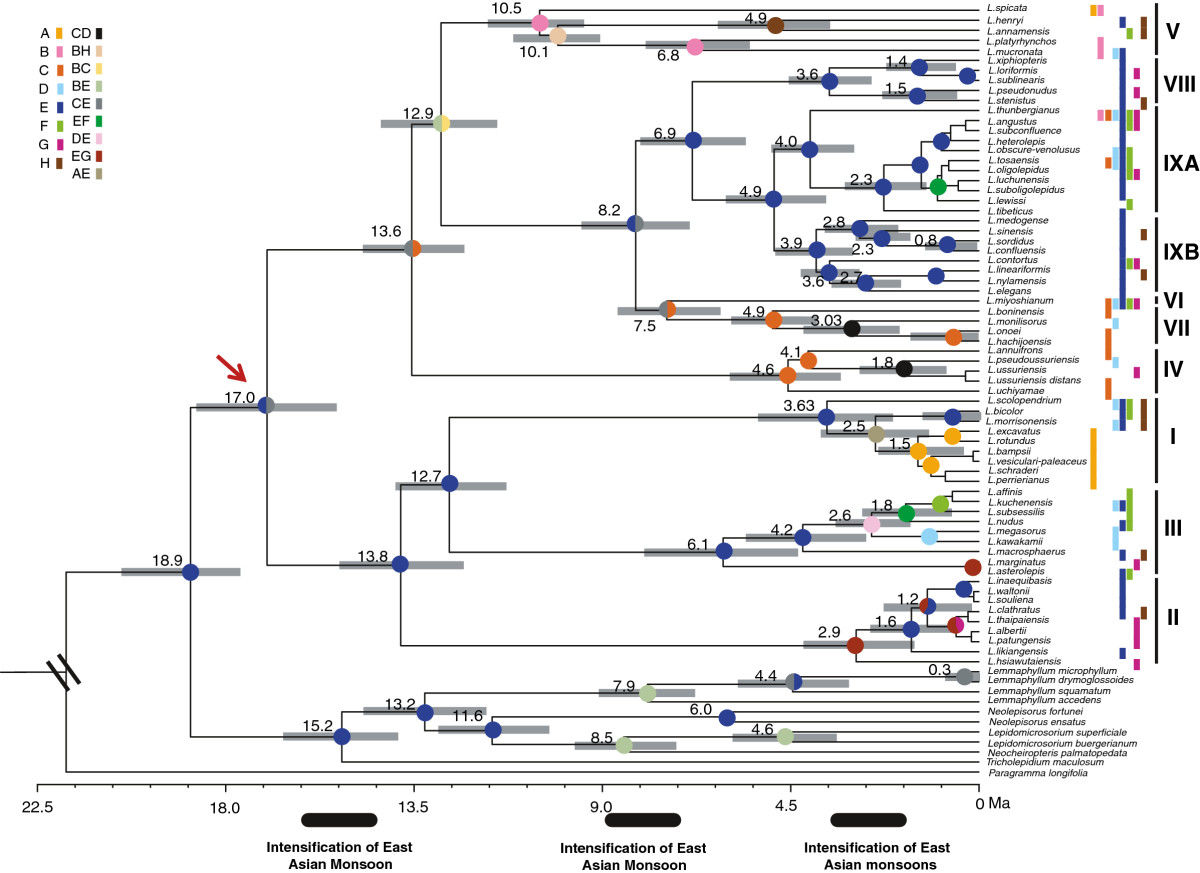 A CD
B BH
C BC
D BE
E CE
F EF
G DE
H EG
AE
10.5
4.9
10.1
6.8
1.4
3.6
1.5
12.9
6.9
4.0
2.3
4.9
8.2
2.8
13.6
3.9
2.3
0.8
3.6
2.7
7.5
4.9
3.03
4.1
4.6
1.8
17.0
3.63
2.5
1.5
12.7
1.8
2.6
4.2
6.1
13.8
18.9
1.2
1.6
2.9
0.3
4.4
7.9
13.2
6.0
11.6
15.2
4.6
8.5
L.spicata
L.henryi
L.annamensis
L.platyrhynchos
L.mucronata
L.xiphiopteris
L.loriformis
L.sublinearis
L.pseudonudus
L.stenistus
L.thunbergianus
L.angustus
L.subconfluence
L.heterolepis
L.obscure-venolusus
L.tosaensis
L.oligolepidus
L.luchunensis
L.suboligolepidus
L.lewissi
L.tibeticus
L.medogense
L.sinensis
L.sordidus
L.confluensis
L.contortus
L.lineariformis
L.nylamensis
L.elegans
L.miyoshianum
L.boninensis
L.monilisorus
L.onoei
L.hachijoensis
L.annuifrons
L.pseudoussuriensis
L.ussuriensis
L.ussuriensis distans
L.uchiyamae
L.scolopendrium
L.bicolor
L.morrisonensis
L.excavatus
L.rotundus
L.bampsii
L.vesiculari-paleaceus
L.schraderi
L.perrierianus
L.affinis
L.kuchenensis
L.subsessilis
L.nudus
L.megasorus
L.kawakamii
L.macrosphaerus
L.marginatus
L.asterolepis
L.inaequibasis
L.waltonii
L.souliena
L.clathratus
L.thaipaiensis
L.albertii
L.patungensis
L.likiangensis
L.hsiawutaiensis
Lemmaphyllum microphyllum
Lemmaphyllum drymoglossoides
Lemmaphyllum squamatum
Lemmaphyllum accedens
Neolepisorus fortunei
Neolepisorus ensatus
Lepidomicrosorium superficiale
Lepidomicrosorium buergerianum
Neocheiropteris palmatopedata
Tricholepidium maculosum
Paragramma longifolia
V
VIII
IXA
IXB
VI
VII
IV
I
III
II
22.5 18.0 13.5 9.0 4.5 0 Ma
Intensification of East
Asian Monsoon
Intensification of East
Asian Monsoon
Intensification of East
Asian monsoons